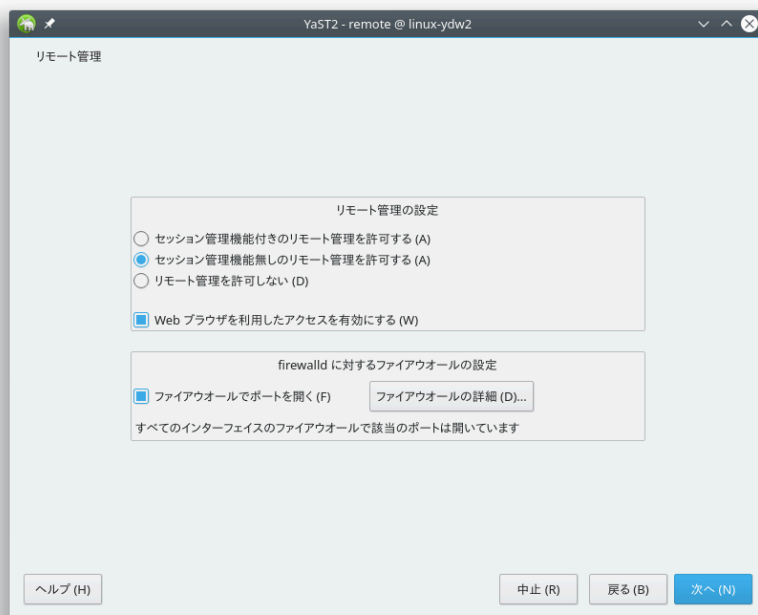 YaST2 - remote @ linux-ydw2
リモート管理
リモート管理の設定
セッション管理機能付きのリモート管理を許可する (A)
セッション管理機能無しのリモート管理を許可する (A)
リモート管理を許可しない (D)
Web ブラウザを利用したアクセスを有効にする (W)
firewalld に対するファイアウオールの設定
ファイアウオールでポートを開く (F) ファイアウオールの詳細 (D)...
すべてのインターフェイスのファイアウオールで該当のポートは開いています
ヘルプ (H) 中止 (R) 戻る (B) 次へ (N)